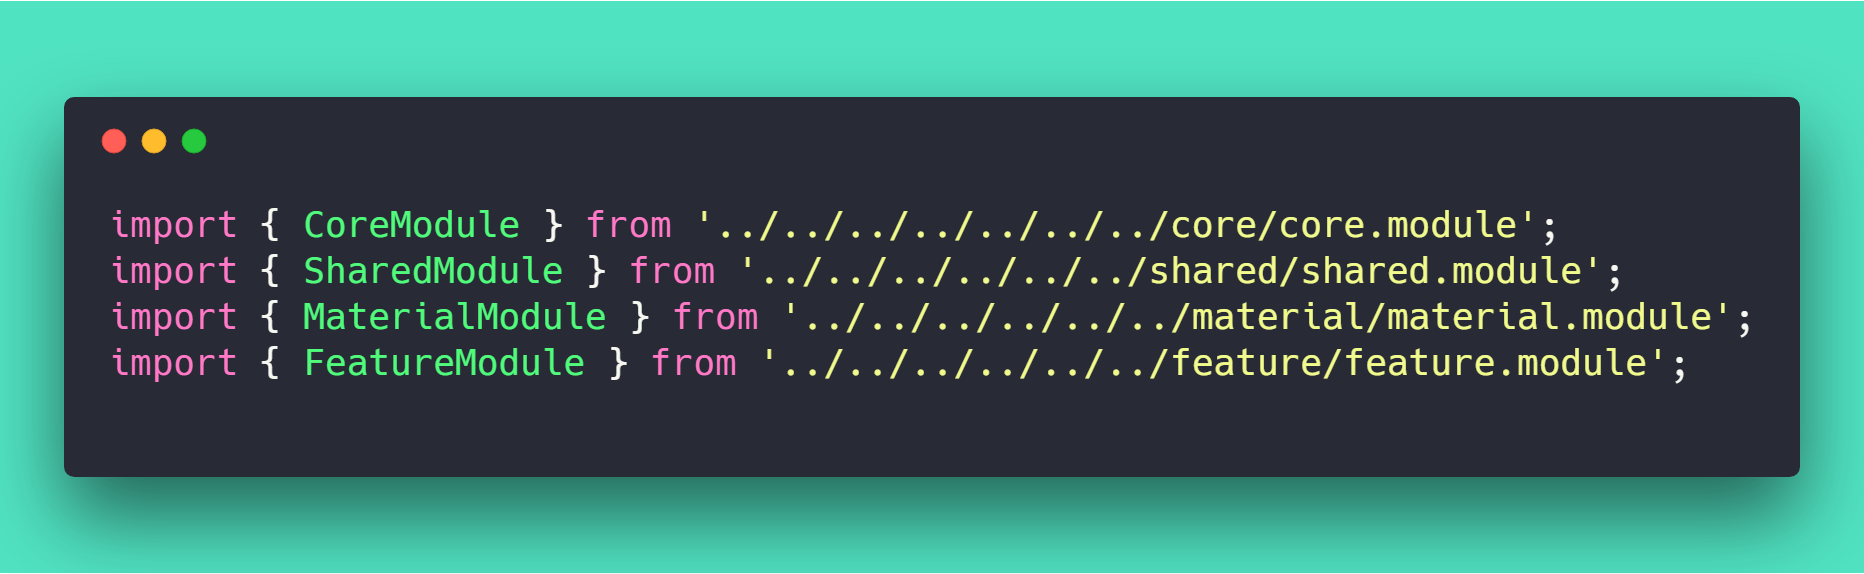 import { CoreModule } from '../../../../../../../core/core.module';
import { SharedModule } from '../../../../../../shared/shared.module';
import { MaterialModule } from '../../../../../../material/material.module';
import { FeatureModule } from '../../../../../../feature/feature.module';